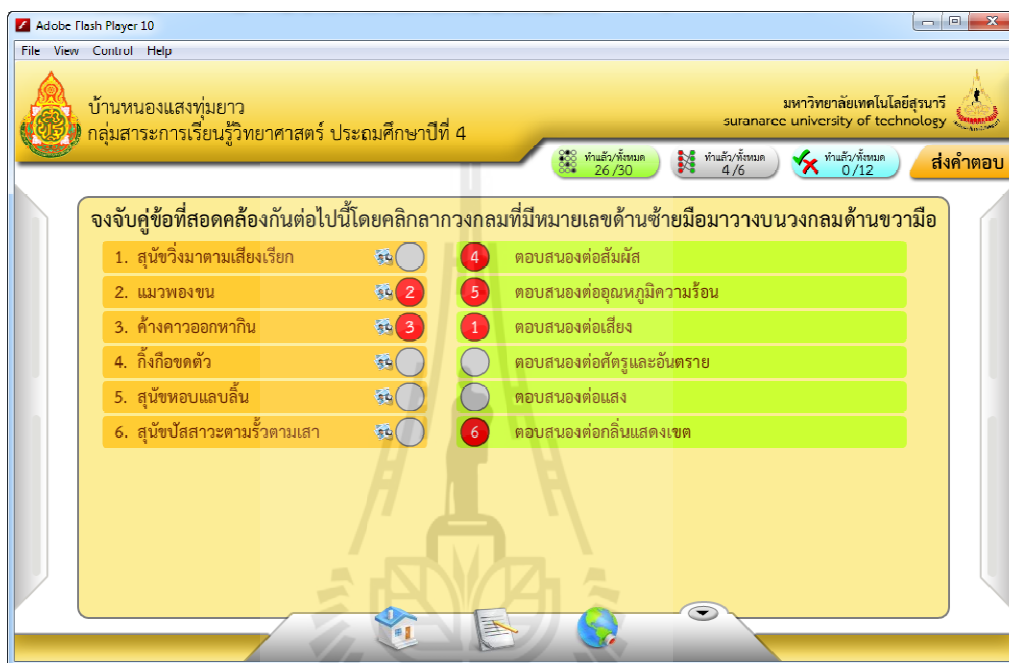 Adobe Flash Player 10
File View Control Help
บ้านหนองแสงทุ่มยาว
กลุ่มสาระการเรียนรู้วิทยาศาสตร์ ประถมศึกษาปีที่ 4
มหาวิทยาลัยเทคโนโลยีสุรนารี
suranaree university of technology
ทำแล้ว/ทั้งหมด
26/30
ทำแล้ว/ทั้งหมด
4/6
ทำแล้ว/ทั้งหมด
0/12
ส่งคำตอบ
จงจับคู่ข้อที่สอดคล้องกันต่อไปนี้โดยคลิกลากวงกลมที่มีหมายเลขด้านซ้ายมือมาวางบนวงกลมด้านขวามือ
1. สุนัขวิ่งมาตามเสียงเรียก 4 ตอบสนองต่อสัมผัส
2. แมวพองขน 2 5 ตอบสนองต่ออุณหภูมิความร้อน
3. ค้างคาวออกหากิน 3 1 ตอบสนองต่อเสียง
4. กิ้งกือขดตัว ตอบสนองต่อศัตรูและอันตราย
5. สุนัขหอบแลบลิ้น ตอบสนองต่อแสง
6. สุนัขปัสสาวะตามรั้วตามเสา 6 ตอบสนองต่อกลิ่นแสดงเขต